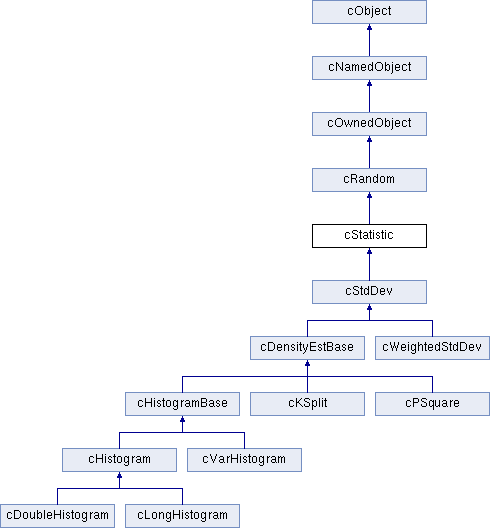 cObject
cNamedObject
cOwnedObject
cRandom
cStatistic
cStdDev
cDensityEstBase
cWeightedStdDev
cHistogramBase
cKSplit
cPSquare
cHistogram
cVarHistogram
cDoubleHistogram
cLongHistogram